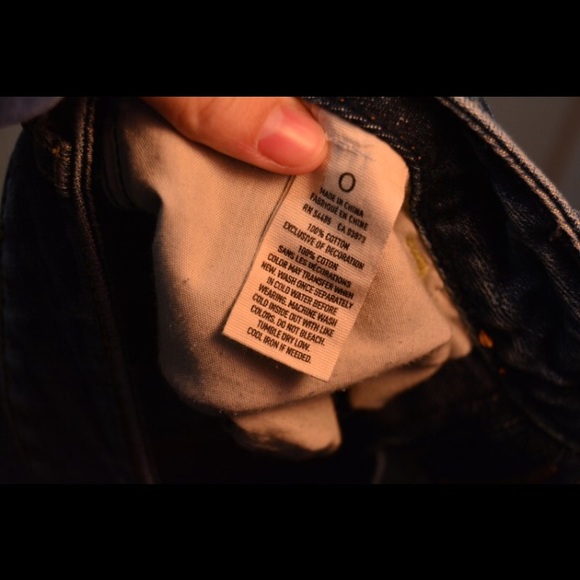 0
MADE IN CHINA
FABRIQUÉ EN CHINE
RN 54486 CA 05973
100% COTTON
EXCLUSIVE OF DECORATION
100% COTON
SANS LES DÉCORATIONS
COLOR MAY TRANSFER WHEN
NEW. WASH ONCE SEPARATELY
IN COLD WATER BEFORE
WEARING. MACHINE WASH
COLD INSIDE OUT WITH LIKE
COLORS. DO NOT BLEACH.
TUMBLE DRY LOW.
COOL IRON IF NEEDED.